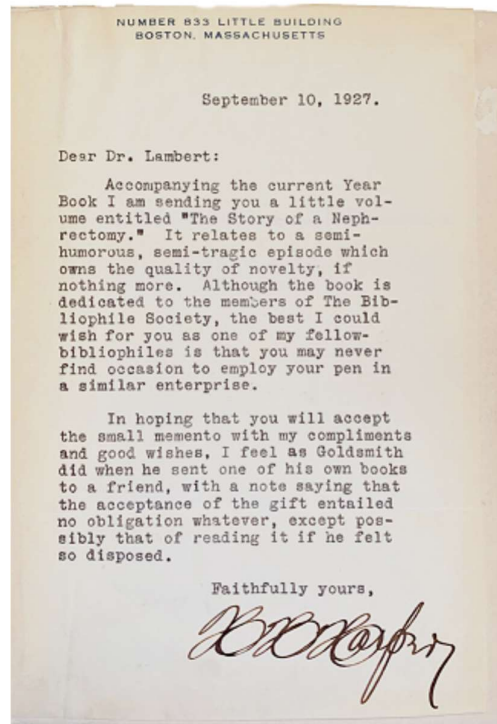 NUMBER 833 LITTLE BUILDING
BOSTON, MASSACHUSETTS
September 10, 1927.
Dear Dr. Lambert:
Accompanying the current Year
Book I am sending you a little vol-
ume entitled "The Story of a Neph-
rectomy." It relates to a semi-
humorous, semi-tragic episode which
owns the quality of novelty, if
nothing more. Although the book is
dedicated to the members of The Bib-
liophile Society, the best I could
wish for you as one of my fellow-
bibliophiles is that you may never
find occasion to employ your pen in
a similar enterprise.
In hoping that you will accept
the small memento with my compliments
and good wishes, I feel as Goldsmith
did when he sent one of his own books
to a friend, with a note saying that
the acceptance of the gift entailed
no obligation whatever, except pos-
sibly that of reading it if he felt
so disposed.
Faithfully yours,